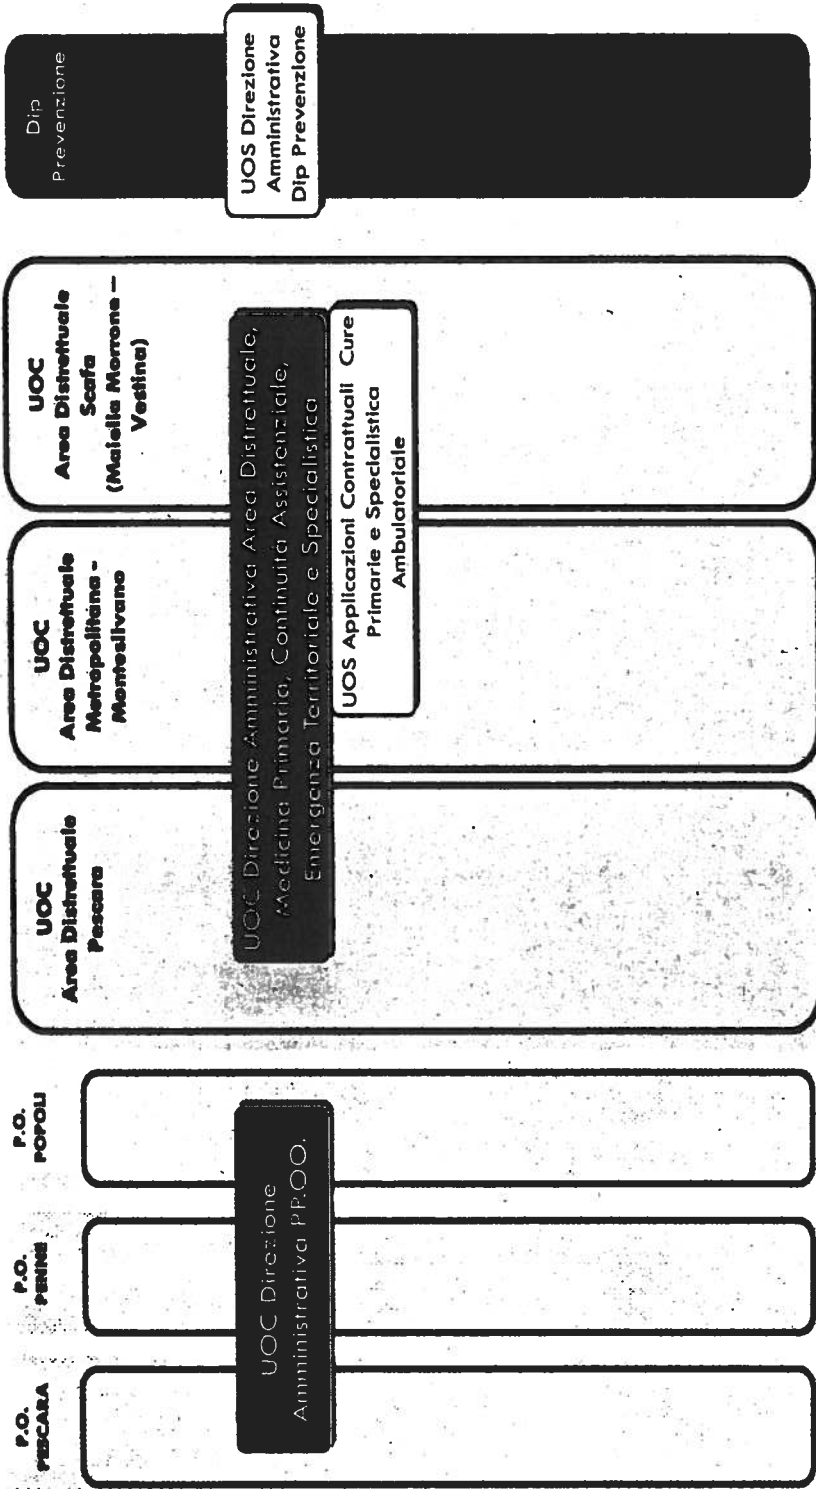 P.O.
PESCARA
P.O.
PENNE
P.O.
POPOLI
UOC Direzione
Amministrativa PP.OO.
UOC
Area Distrettuale
Pescara
UOC
Area Distrettuale
Metropolitana -
Montesilvano
UOC
Area Distrettuale
Scafa
(Maiella Morrone –
Vestina)
UOC Direzione Amministrativa Area Distrettuale,
Medicina Primaria, Continuità Assistenziale,
Emergenza Territoriale e Specialistica
UOS Applicazioni Contrattuali Cure
Primarie e Specialistica
Ambulatoriale
Dip
Prevenzione
UOS Direzione
Amministrativa
Dip Prevenzione